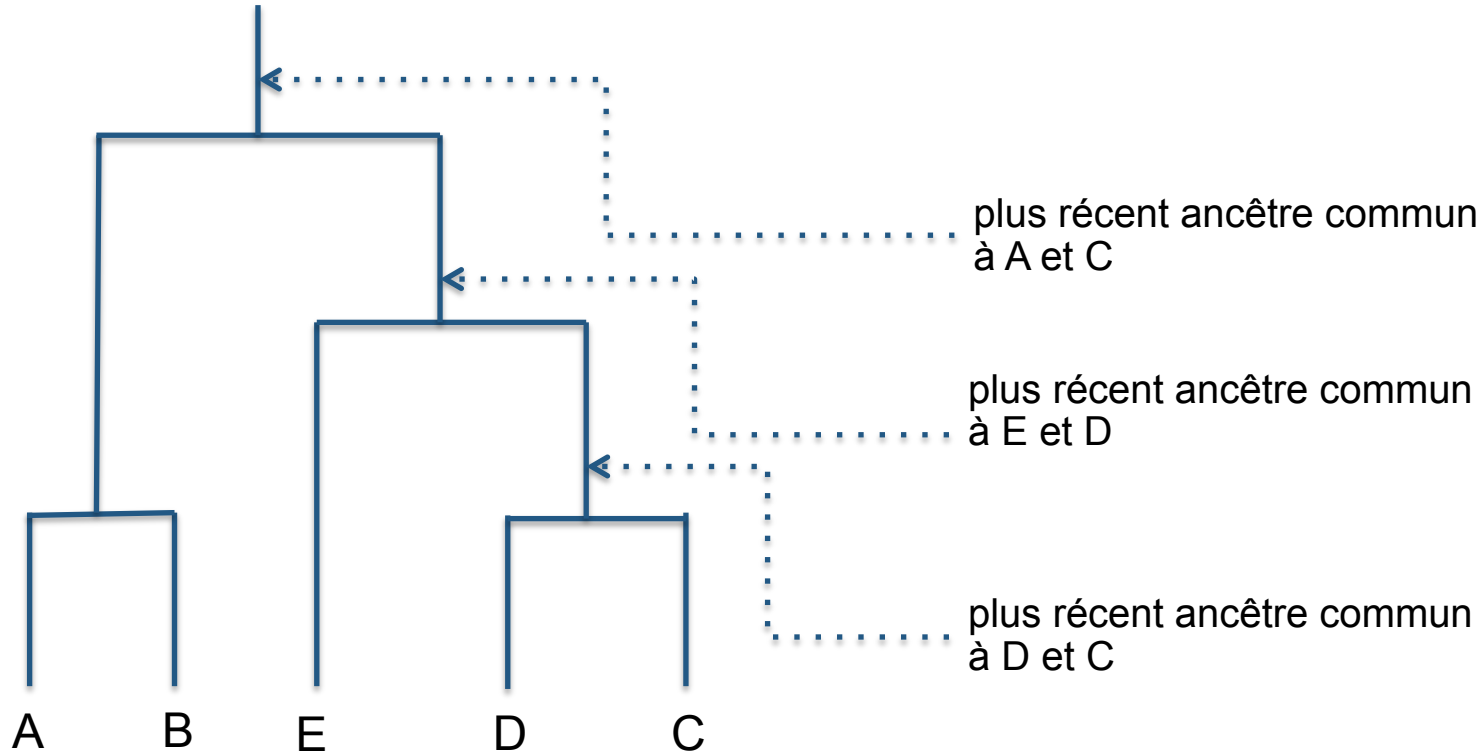 plus récent ancêtre commun
à A et C
plus récent ancêtre commun
à E et D
plus récent ancêtre commun
à D et C
A B E D C